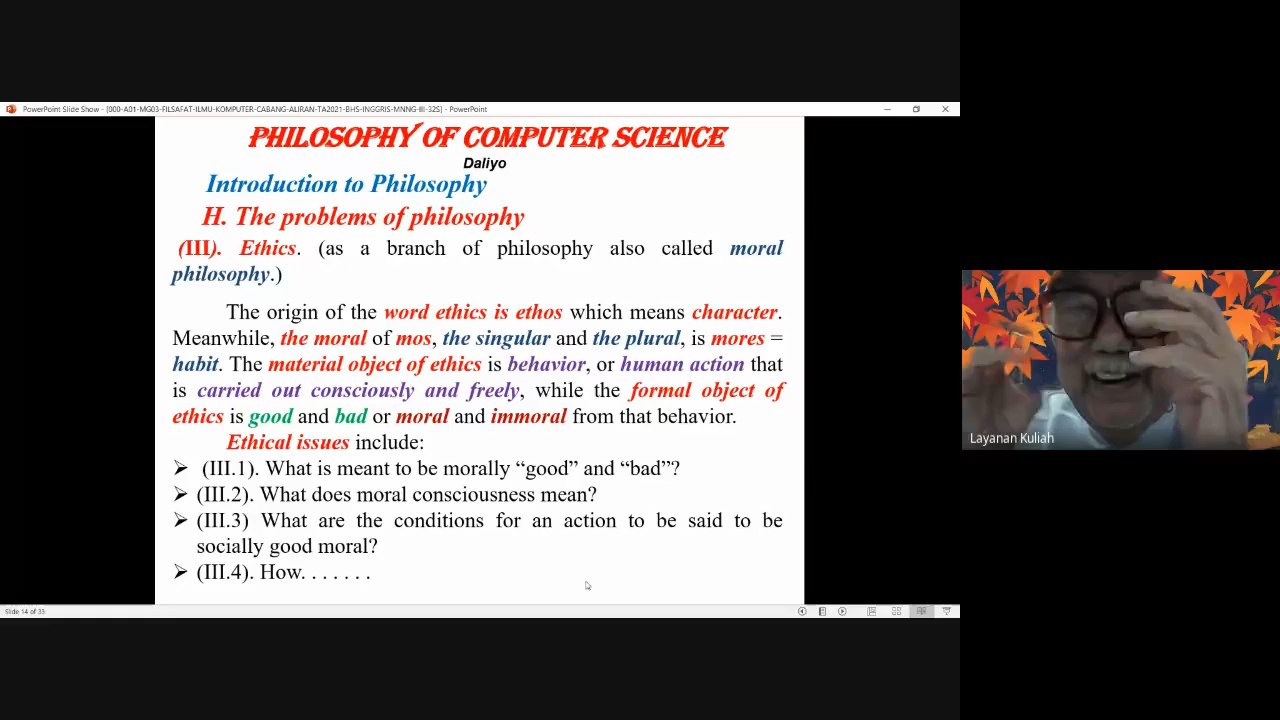 PowerPoint Slide Show - [000-A01-MG03-FILSAFAT-ILMU-KOMPUTER-CABANG-ALIRAN-TA2021-BHS-INGGRIS-MNNG-III-32S] - PowerPoint
PHILOSOPHY OF COMPUTER SCIENCE
Daliyo
Introduction to Philosophy
H. The problems of philosophy
(III). Ethics. (as a branch of philosophy also called moral
philosophy.)
The origin of the word ethics is ethos which means character.
Meanwhile, the moral of mos, the singular and the plural, is mores =
habit. The material object of ethics is behavior, or human action that
is carried out consciously and freely, while the formal object of
ethics is good and bad or moral and immoral from that behavior.
Ethical issues include:
➢ (III.1). What is meant to be morally “good” and “bad”?
➢ (III.2). What does moral consciousness mean?
➢ (III.3) What are the conditions for an action to be said to be
socially good moral?
➢ (III.4). How. . . . . . .
Slide 14 of 33
Layanan Kuliah